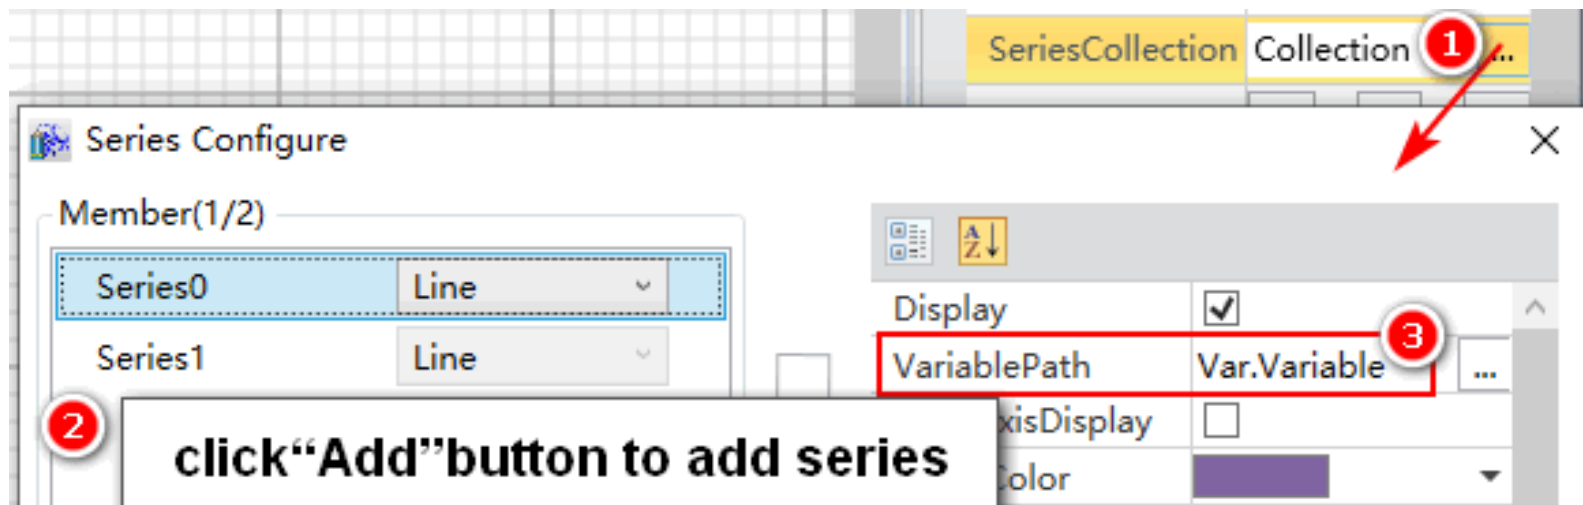 SeriesCollection Collection 1 ...
Series Configure
Member(1/2)
Series0 Line
Series1 Line
Display
VariablePath Var.Variable 3 ...
xisDisplay
2
click“Add”button to add series
Color